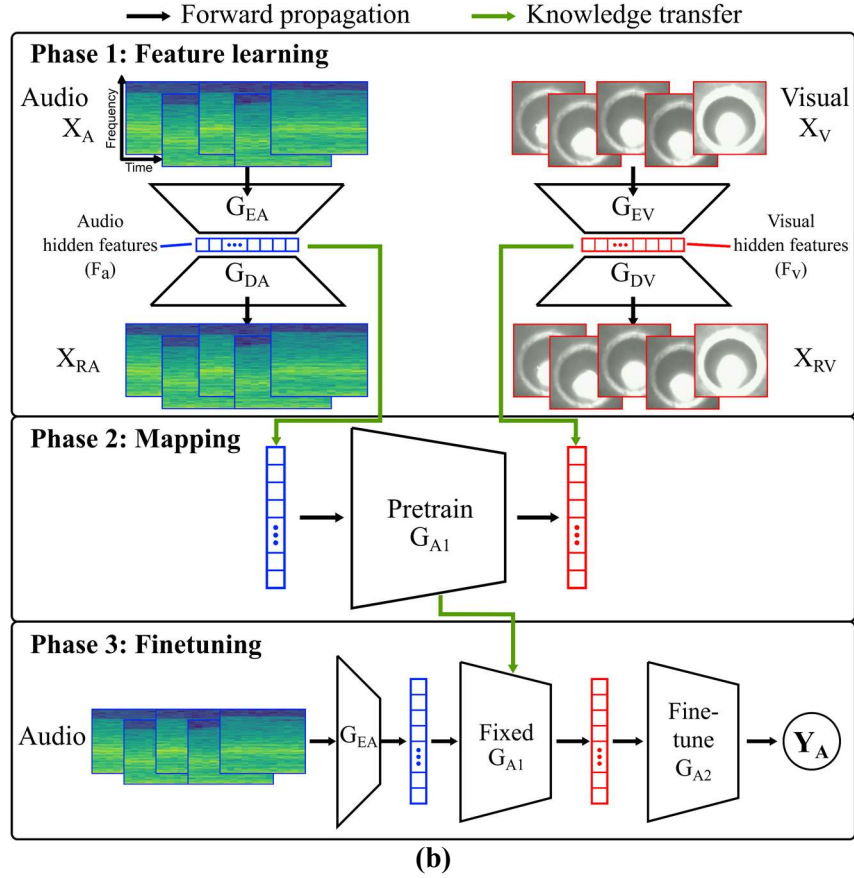 Forward propagation
Knowledge transfer
Phase 1: Feature learning
Audio
X_A
Frequency
Time
Visual
X_V
G_EA
G_EV
Audio
hidden features
(F_a)
Visual
hidden features
(F_v)
G_DA
G_DV
X_RA
X_RV
Phase 2: Mapping
Pretrain
G_A1
Phase 3: Finetuning
Audio
G_EA
Fixed
G_A1
Fine-
tune
G_A2
Y_A
(b)